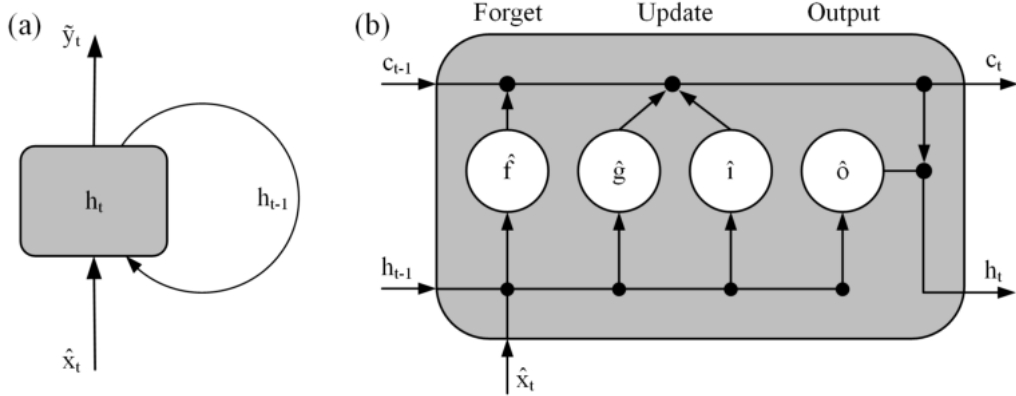 (a)
ỹt
ht
ht-1
x̂t
(b)
Forget Update Output
ct-1
ct
f̂ ĝ î ô
ht-1
ht
x̂t